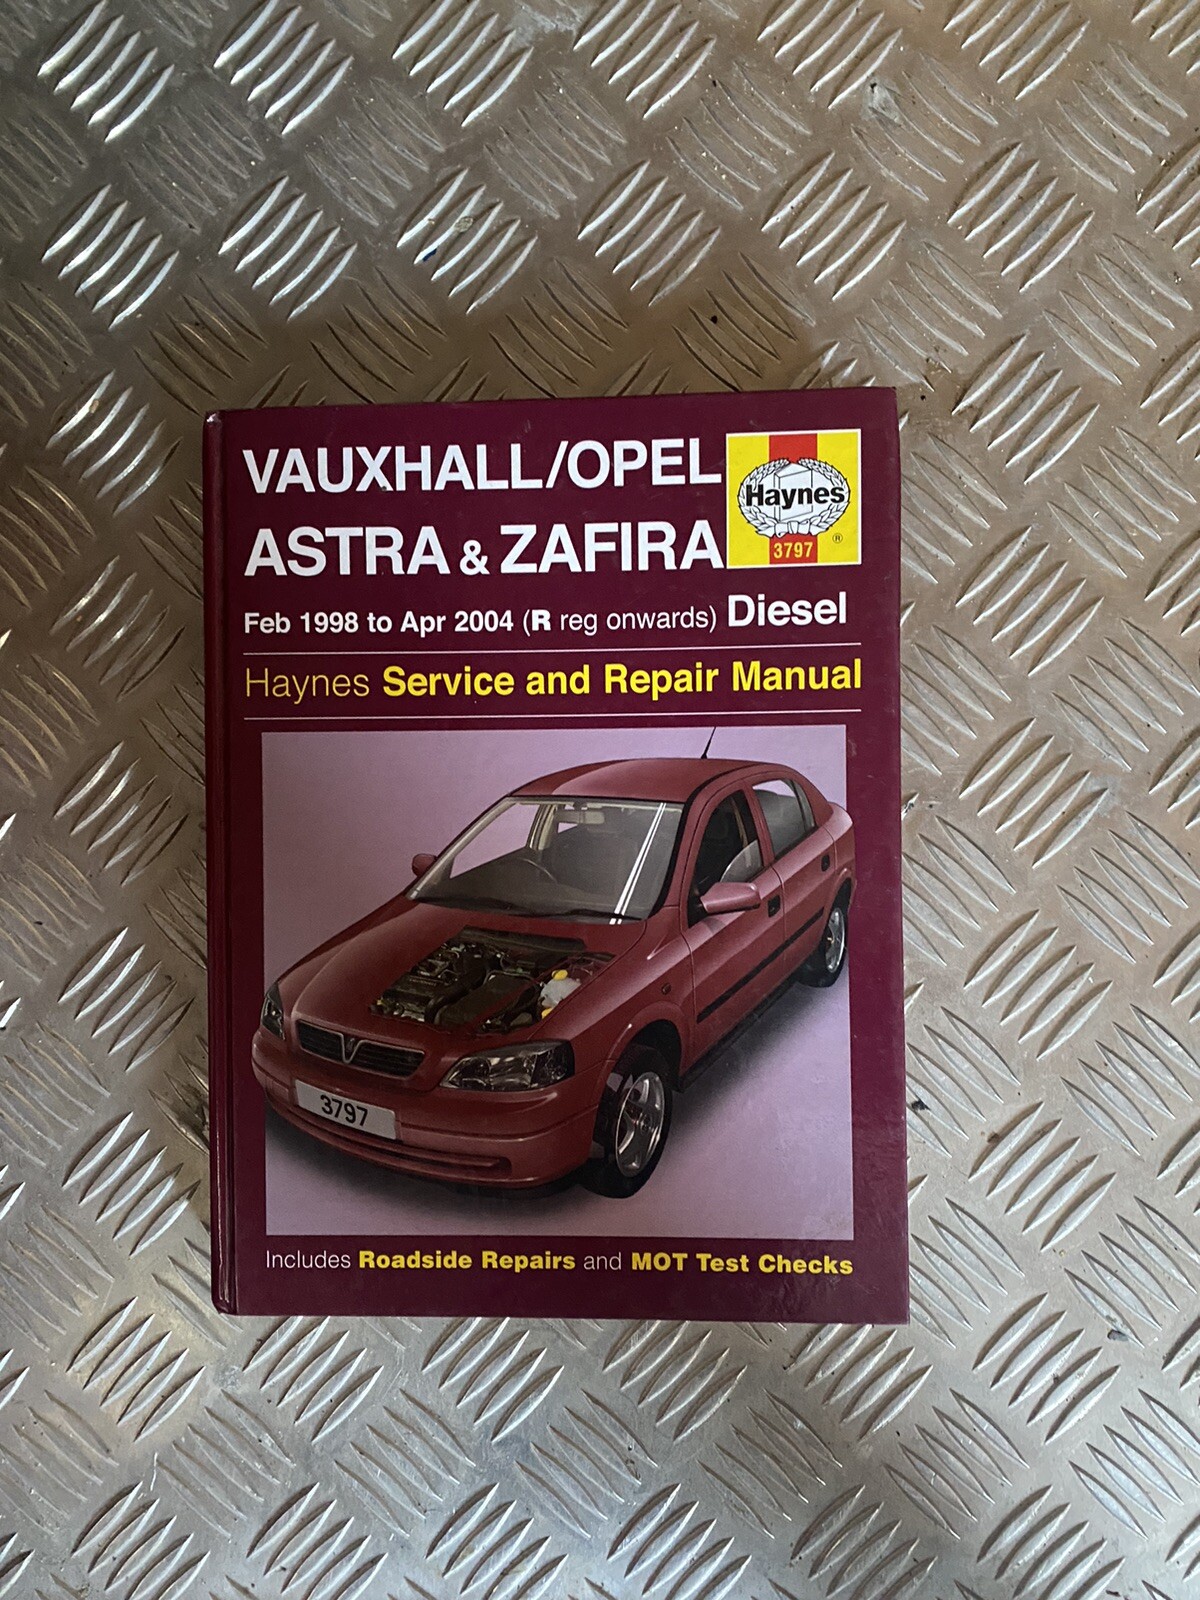 VAUXHALL/OPEL
ASTRA & ZAFIRA
Haynes
®
3797
Feb 1998 to Apr 2004 (R reg onwards) Diesel
Haynes Service and Repair Manual
3797
Includes Roadside Repairs and MOT Test Checks